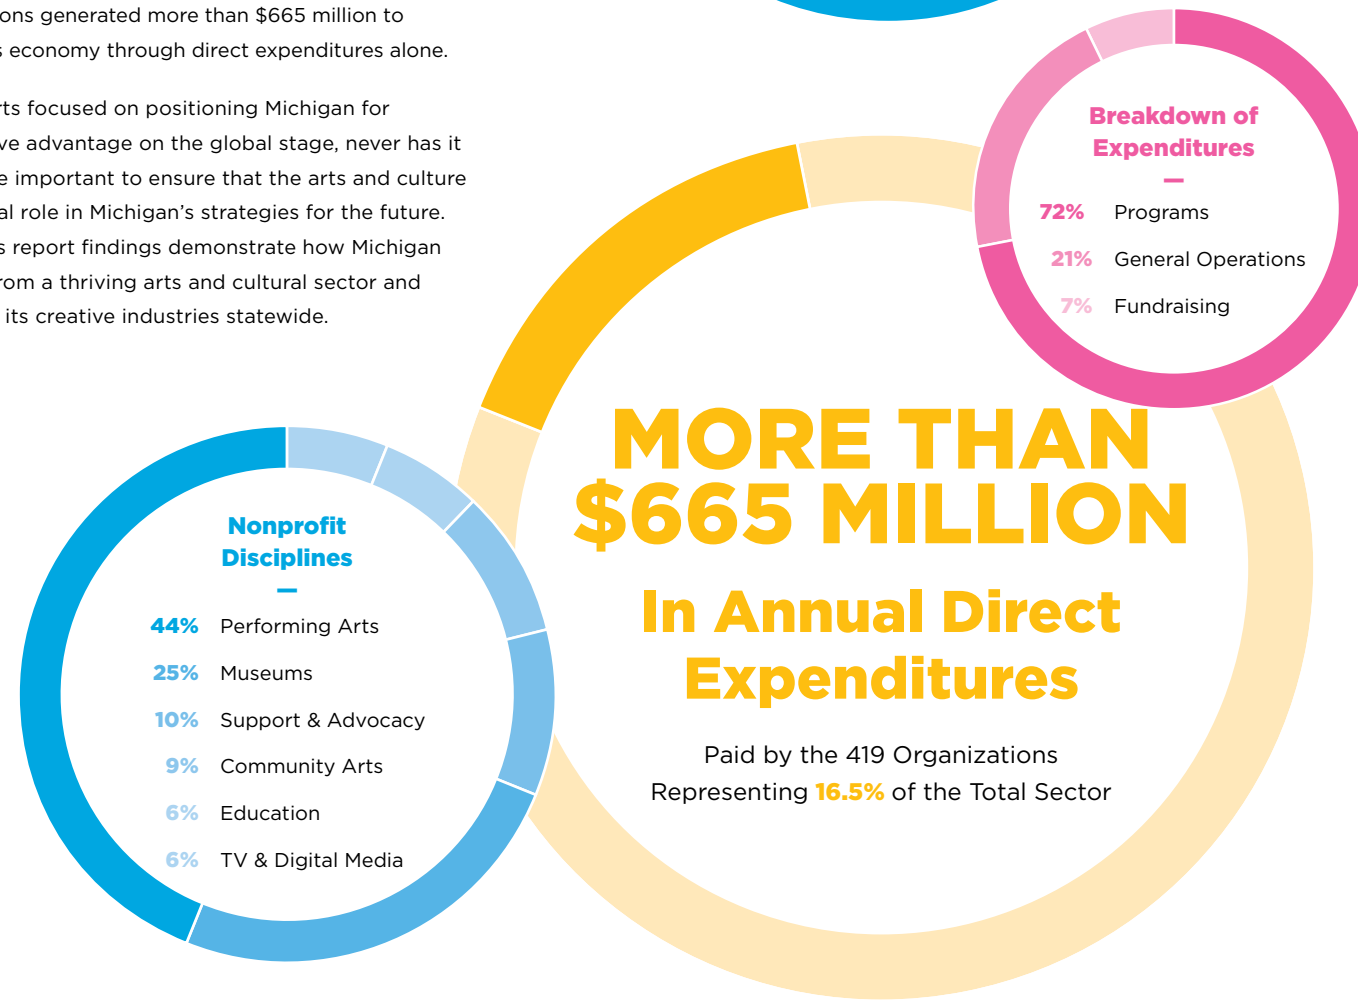 ons generated more than $665 million to
s economy through direct expenditures alone.
rts focused on positioning Michigan for
ve advantage on the global stage, never has it
e important to ensure that the arts and culture
al role in Michigan’s strategies for the future.
s report findings demonstrate how Michigan
rom a thriving arts and cultural sector and
its creative industries statewide.
Breakdown of
Expenditures
72% Programs
21% General Operations
7% Fundraising
MORE THAN
$665 MILLION
In Annual Direct
Expenditures
Paid by the 419 Organizations
Representing 16.5% of the Total Sector
Nonprofit
Disciplines
44% Performing Arts
25% Museums
10% Support & Advocacy
9% Community Arts
6% Education
6% TV & Digital Media